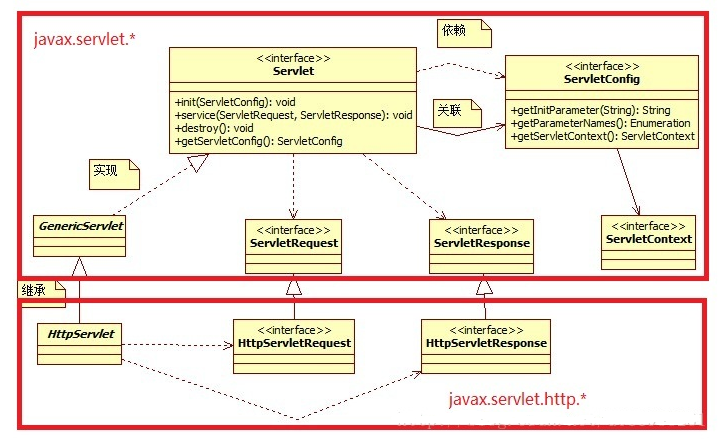 javax.servlet.*
依赖
<<interface>>
Servlet
+init(ServletConfig): void
+service(ServletRequest, ServletResponse): void
+destroy(): void
+getServletConfig(): ServletConfig
<<interface>>
ServletConfig
+getInitParameter(String): String
+getParameterNames(): Enumeration
+getServletContext(): ServletContext
关联
实现
GenericServlet
<<interface>>
ServletRequest
<<interface>>
ServletResponse
<<interface>>
ServletContext
继承
HttpServlet
<<interface>>
HttpServletRequest
<<interface>>
HttpServletResponse
javax.servlet.http.*